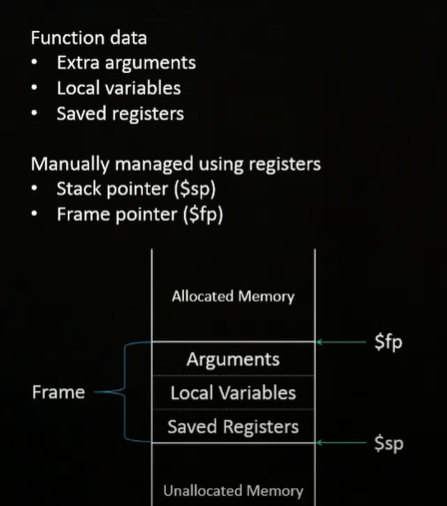 Function data
• Extra arguments
• Local variables
• Saved registers
Manually managed using registers
• Stack pointer ($sp)
• Frame pointer ($fp)
Allocated Memory
$fp
Arguments
Frame
Local Variables
Saved Registers
$sp
Unallocated Memory